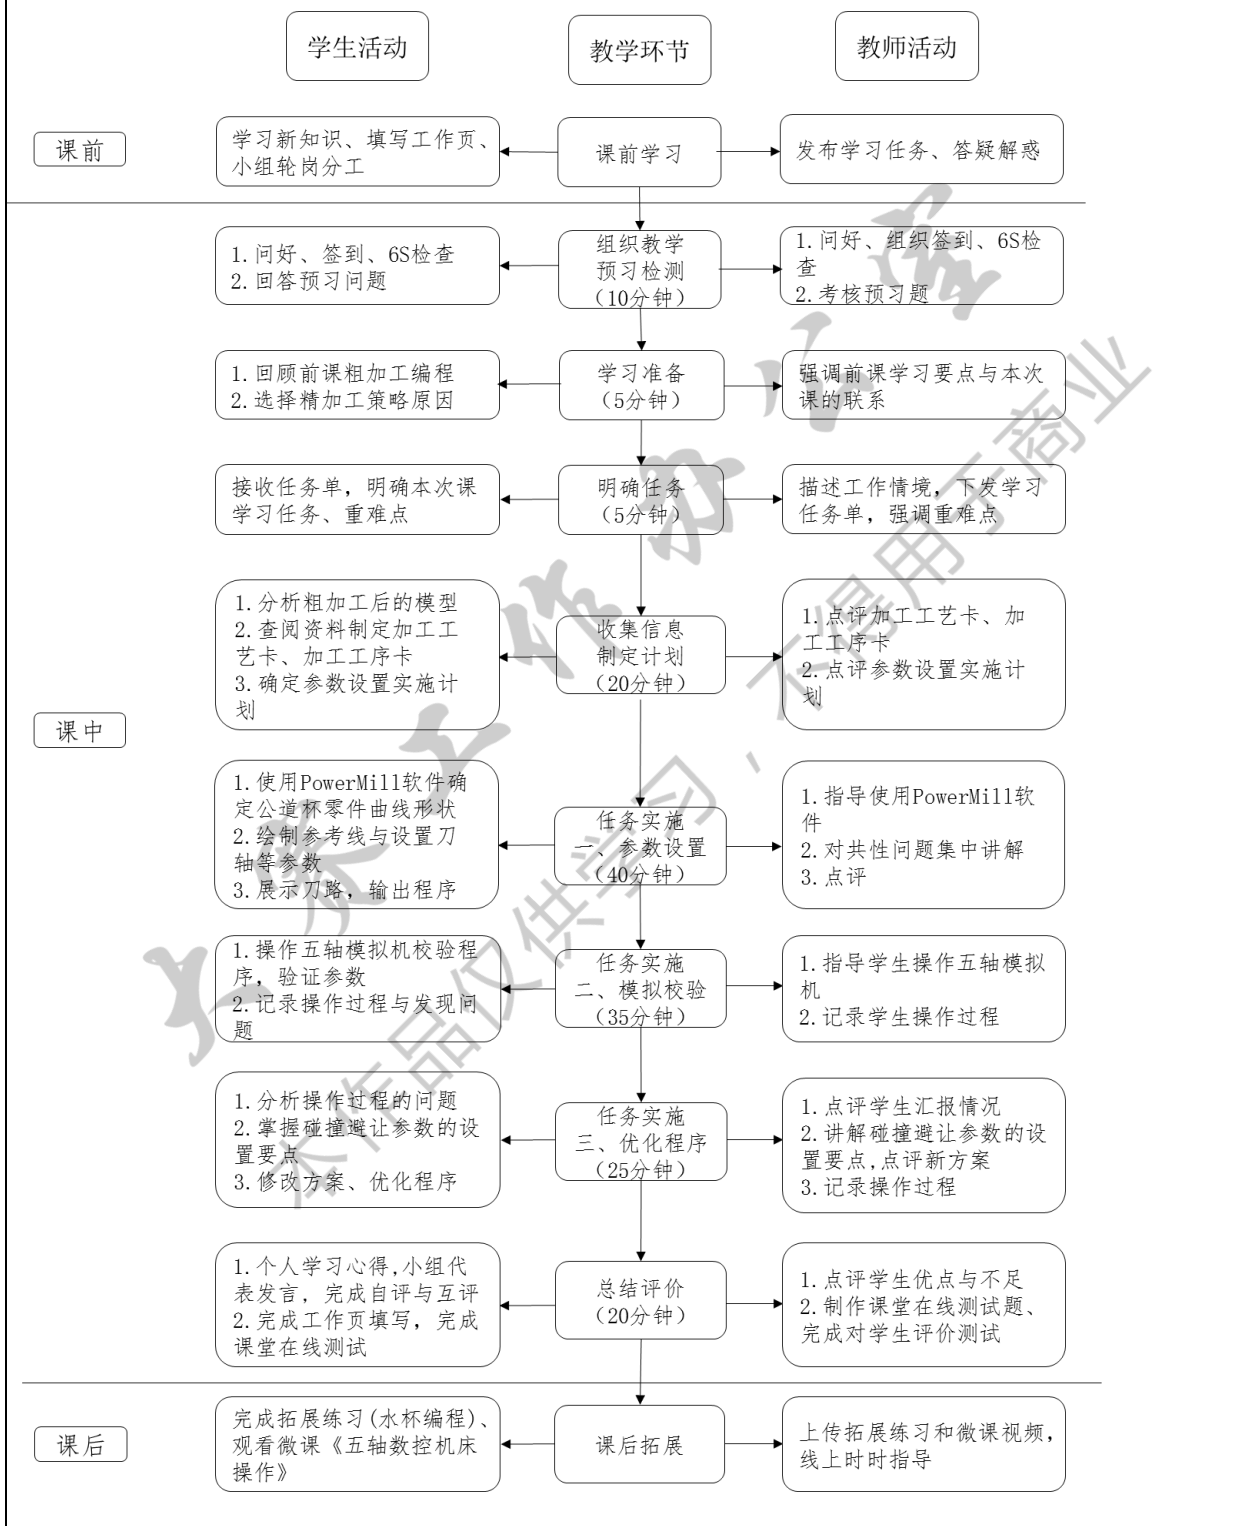 学生活动
教学环节
教师活动
课前
学习新知识、填写工作页、
小组轮岗分工
课前学习
发布学习任务、答疑解惑
1.问好、签到、6S检查
2.回答预习问题
组织教学
预习检测
（10分钟）
1.问好、组织签到、6S检
查
2.考核预习题
1.回顾前课粗加工编程
2.选择精加工策略原因
学习准备
（5分钟）
强调前课学习要点与本次
课的联系
接收任务单，明确本次课
学习任务、重难点
明确任务
（5分钟）
描述工作情境，下发学习
任务单，强调重难点
课中
1.分析粗加工后的模型
2.查阅资料制定加工工
艺卡、加工工序卡
3.确定参数设置实施计
划
收集信息
制定计划
（20分钟）
1.点评加工工艺卡、加
工工序卡
2.点评参数设置实施计
划
1.使用PowerMill软件确
定公道杯零件曲线形状
2.绘制参考线与设置刀
轴等参数
3.展示刀路，输出程序
任务实施
一、参数设置
（40分钟）
1.指导使用PowerMill软
件
2.对共性问题集中讲解
3.点评
1.操作五轴模拟机校验程
序，验证参数
2.记录操作过程与发现问
题
任务实施
二、模拟校验
（35分钟）
1.指导学生操作五轴模拟
机
2.记录学生操作过程
1.分析操作过程的问题
2.掌握碰撞避让参数的设
置要点
3.修改方案、优化程序
任务实施
三、优化程序
（25分钟）
1.点评学生汇报情况
2.讲解碰撞避让参数的设
置要点,点评新方案
3.记录操作过程
1.个人学习心得,小组代
表发言，完成自评与互评
2.完成工作页填写，完成
课堂在线测试
总结评价
（20分钟）
1.点评学生优点与不足
2.制作课堂在线测试题、
完成对学生评价测试
课后
完成拓展练习(水杯编程)、
观看微课《五轴数控机床
操作》
课后拓展
上传拓展练习和微课视频，
线上时时指导
大家工作办公室
本作品仅供学习，不得用于商业